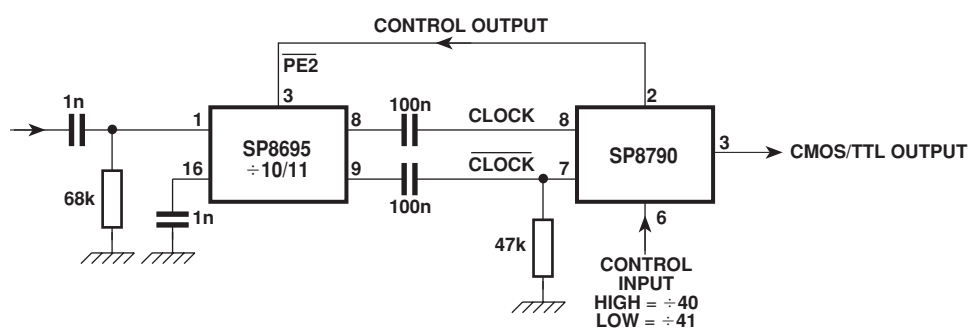 CONTROL OUTPUT
PE2
1n
3
100n
CLOCK
2
1
8
8
SP8695
÷10/11
SP8790
3
CMOS/TTL OUTPUT
16
9
CLOCK
7
68k
1n
100n
6
47k
CONTROL
INPUT
HIGH = ÷40
LOW = ÷41